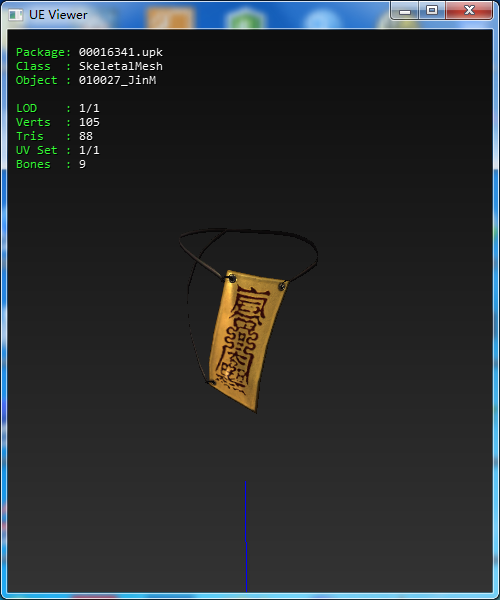 UE Viewer
Package: 00016341.upk
Class : SkeletalMesh
Object : 010027_JinM
LOD : 1/1
Verts : 105
Tris : 88
UV Set : 1/1
Bones : 9